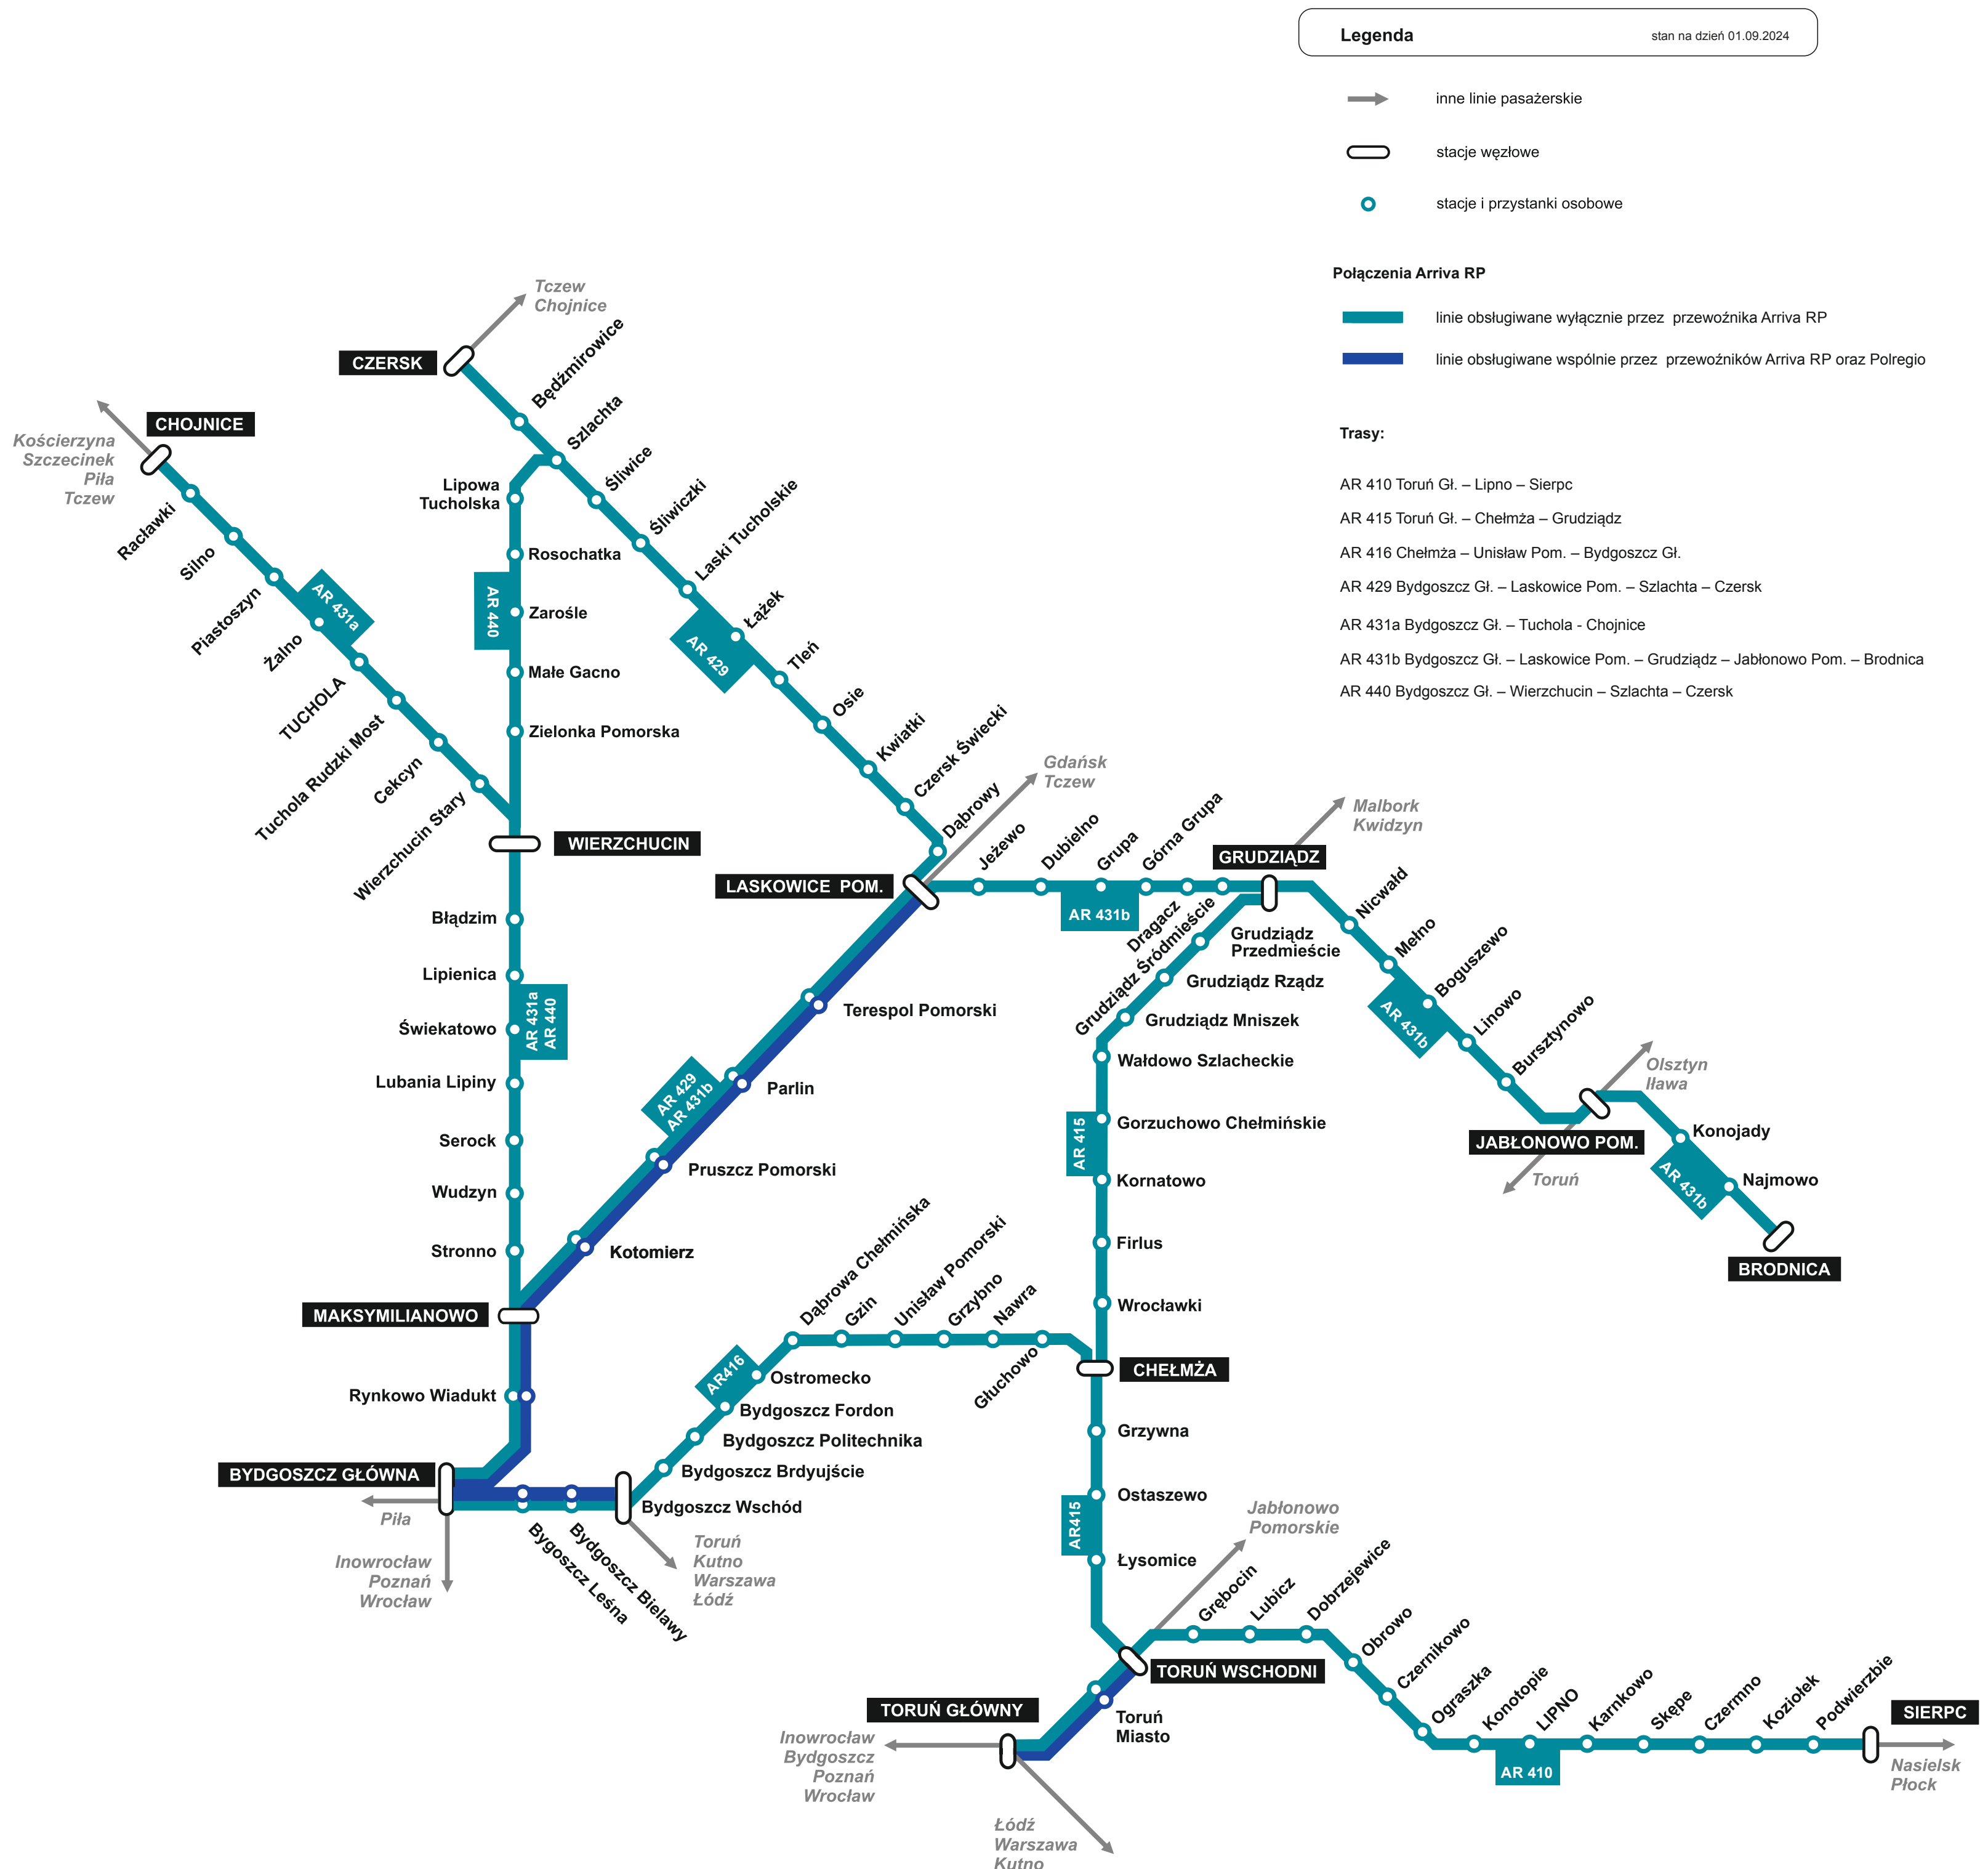 Legenda
stan na dzień 01.09.2024
inne linie pasażerskie
stacje węzłowe
stacje i przystanki osobowe
Połączenia Arriva RP
linie obsługiwane wyłącznie przez przewoźnika Arriva RP
linie obsługiwane wspólnie przez przewoźników Arriva RP oraz Polregio
Trasy:
AR 410 Toruń Gł. – Lipno – Sierpc
AR 415 Toruń Gł. – Chełmża – Grudziądz
AR 416 Chełmża – Unisław Pom. – Bydgoszcz Gł.
AR 429 Bydgoszcz Gł. – Laskowice Pom. – Szlachta – Czersk
AR 431a Bydgoszcz Gł. – Tuchola - Chojnice
AR 431b Bydgoszcz Gł. – Laskowice Pom. – Grudziądz – Jabłonowo Pom. – Brodnica
AR 440 Bydgoszcz Gł. – Wierzchucin – Szlachta – Czersk
Tczew
Chojnice
CZERSK
Będźmirowice
Szlachta
Śliwice
Śliwiczki
Laski Tucholskie
Łążek
AR 429
Tleń
Osie
Kwiatki
Czersk Świecki
Dąbrowy
CHOJNICE
Kościerzyna
Szczecinek
Piła
Tczew
Racławki
Silno
Piastoszyn
Żalno
AR 431a
TUCHOLA
Tuchola Rudzki Most
Cekcyn
Wierzchucin Stary
Lipowa
Tucholska
Rosochatka
AR 440
Zarośle
Małe Gacno
Zielonka Pomorska
WIERZCHUCIN
Błądzim
Lipienica
Świekatowo
AR 431a
AR 440
Lubania Lipiny
Serock
Wudzyn
Stronno
MAKSYMILIANOWO
Rynkowo Wiadukt
BYDGOSZCZ GŁÓWNA
Piła
Inowrocław
Poznań
Wrocław
Gdańsk
Tczew
LASKOWICE POM.
Terespol Pomorski
Parlin
AR 429
AR 431b
Pruszcz Pomorski
Kotomierz
Jeżewo
Dubielno
Grupa
Górna Grupa
AR 431b
Dragacz
Grudziądz Śródmieście
GRUDZIĄDZ
Malbork
Kwidzyn
Nicwałd
Mełno
Boguszewo
AR 431b
Linowo
Bursztynowo
Olsztyn
Iława
JABŁONOWO POM.
Toruń
Konojady
AR 431b
Najmowo
BRODNICA
Grudziądz
Przedmieście
Grudziądz Rządz
Grudziądz Mniszek
Wałdowo Szlacheckie
AR 415
Gorzuchowo Chełmińskie
Kornatowo
Firlus
Wrocławki
CHEŁMŻA
Dąbrowa Chełmińska
Gzin
Unisław Pomorski
Grzybno
Nawra
Głuchowo
AR416
Ostromecko
Bydgoszcz Fordon
Bydgoszcz Politechnika
Bydgoszcz Brdyujście
Bydgoszcz Wschód
Bygoszcz Leśna
Bydgoszcz Bielawy
Toruń
Kutno
Warszawa
Łódź
Grzywna
Ostaszewo
AR415
Łysomice
Jabłonowo
Pomorskie
TORUŃ WSCHODNI
TORUŃ GŁÓWNY
Toruń
Miasto
Inowrocław
Bydgoszcz
Poznań
Wrocław
Łódź
Warszawa
Kutno
Grębocin
Lubicz
Dobrzejewice
Obrowo
Czernikowo
Ograszka
Konotopie
LIPNO
AR 410
Karnkowo
Skępe
Czermno
Koziołek
Podwierzbie
SIERPC
Nasielsk
Płock